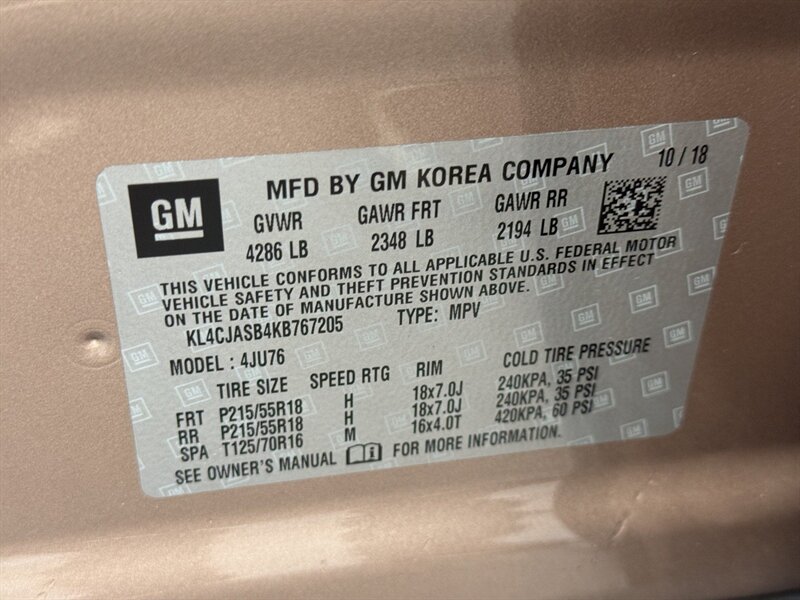 MFD BY GM KOREA COMPANY 10 / 18
GM
GVWR GAWR FRT GAWR RR
4286 LB 2348 LB 2194 LB
THIS VEHICLE CONFORMS TO ALL APPLICABLE U.S. FEDERAL MOTOR
VEHICLE SAFETY AND THEFT PREVENTION STANDARDS IN EFFECT
ON THE DATE OF MANUFACTURE SHOWN ABOVE.
KL4CJASB4KB767205 TYPE: MPV
MODEL : 4JU76
TIRE SIZE SPEED RTG RIM COLD TIRE PRESSURE
FRT P215/55R18 H 18x7.0J 240KPA, 35 PSI
RR P215/55R18 H 18x7.0J 240KPA, 35 PSI
SPA T125/70R16 M 16x4.0T 420KPA, 60 PSI
SEE OWNER'S MANUAL FOR MORE INFORMATION.